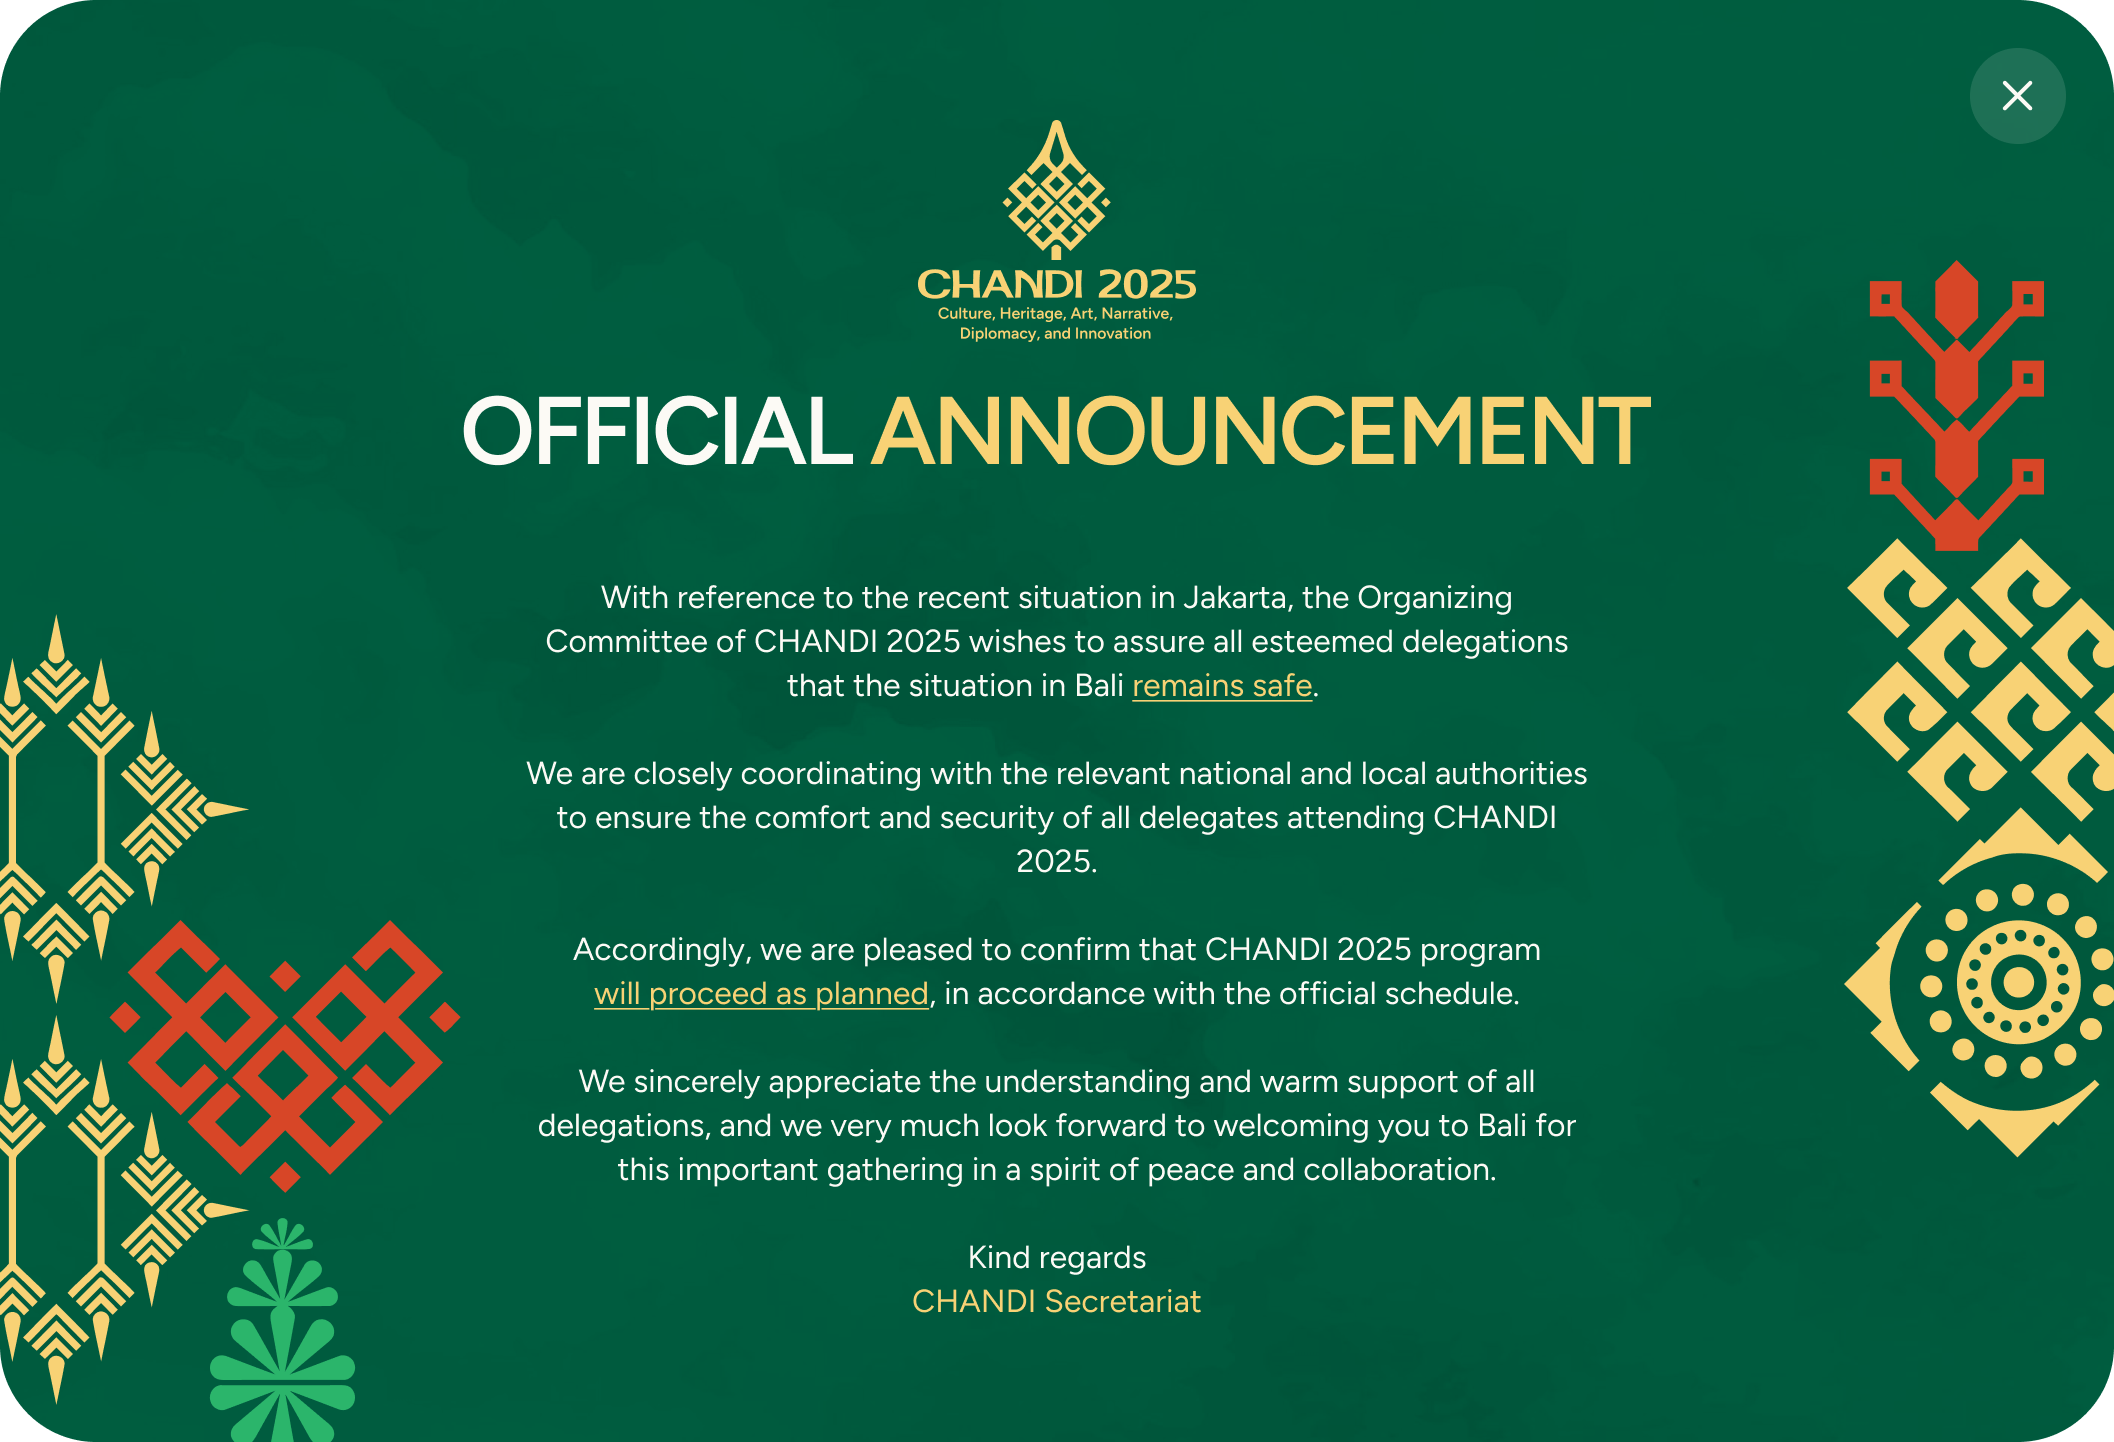 CHANDI 2025
Culture, Heritage, Art, Narrative,
Diplomacy, and Innovation
OFFICIAL ANNOUNCEMENT
With reference to the recent situation in Jakarta, the Organizing
Committee of CHANDI 2025 wishes to assure all esteemed delegations
that the situation in Bali remains safe.
We are closely coordinating with the relevant national and local authorities
to ensure the comfort and security of all delegates attending CHANDI
2025.
Accordingly, we are pleased to confirm that CHANDI 2025 program
will proceed as planned, in accordance with the official schedule.
We sincerely appreciate the understanding and warm support of all
delegations, and we very much look forward to welcoming you to Bali for
this important gathering in a spirit of peace and collaboration.
Kind regards
CHANDI Secretariat